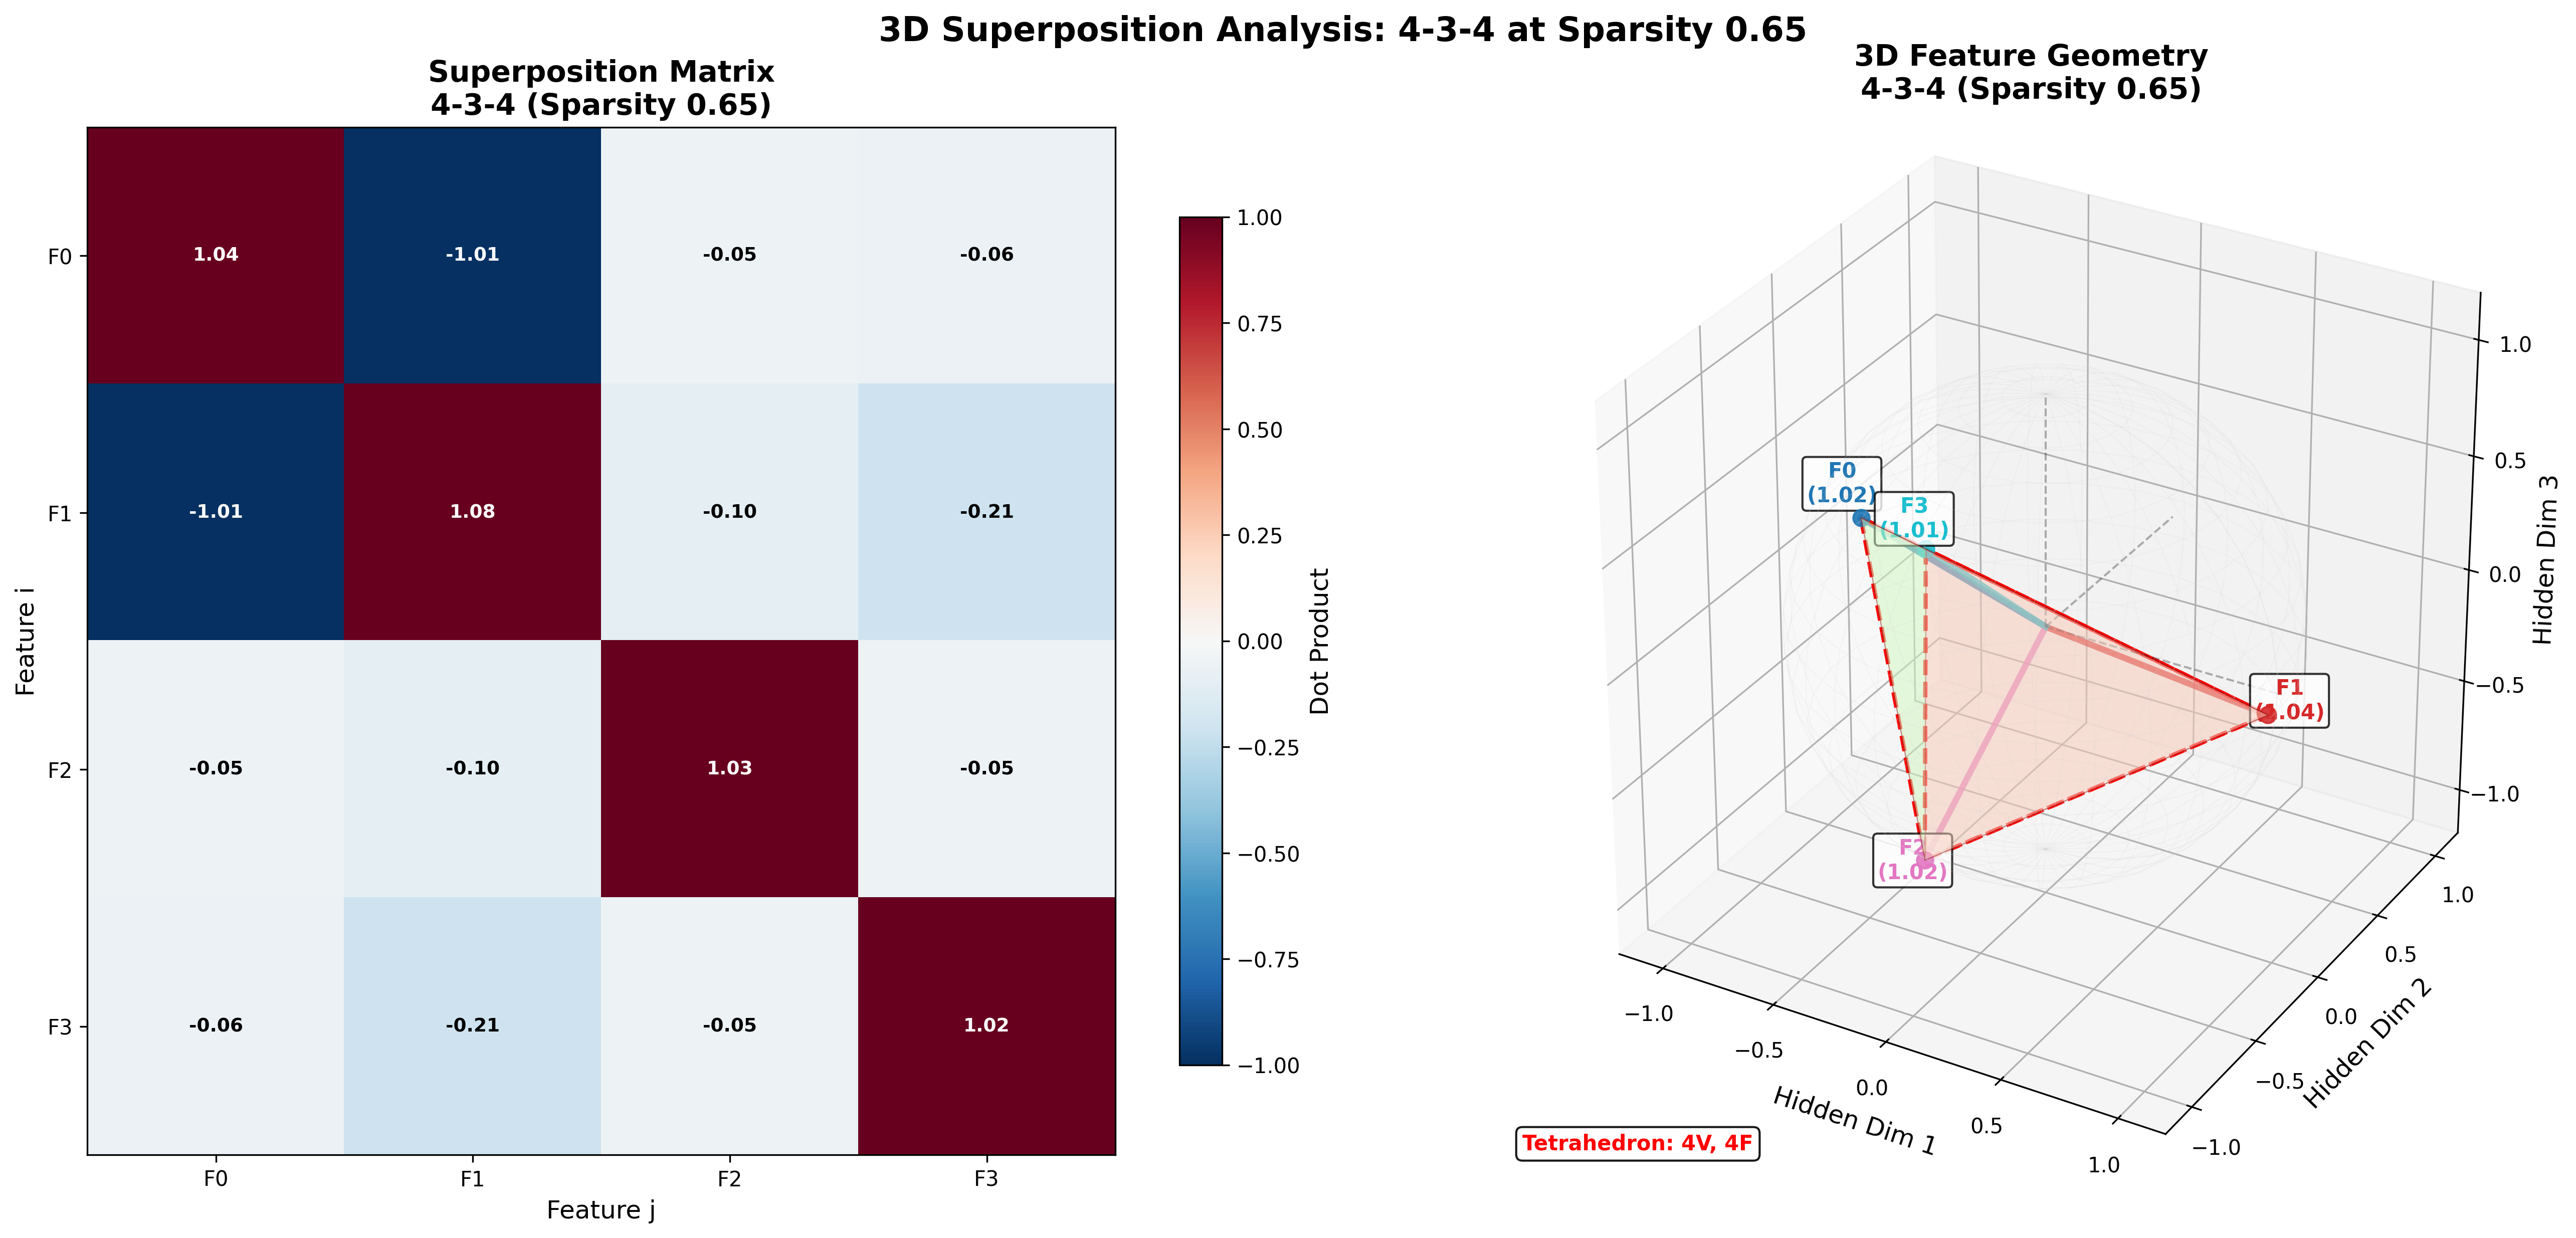 3D Superposition Analysis: 4-3-4 at Sparsity 0.65
Superposition Matrix
4-3-4 (Sparsity 0.65)
F0
F1
F2
F3
Feature i
1.04 -1.01 -0.05 -0.06
-1.01 1.08 -0.10 -0.21
-0.05 -0.10 1.03 -0.05
-0.06 -0.21 -0.05 1.02
F0 F1 F2 F3
Feature j
1.00
0.75
0.50
0.25
0.00
−0.25
−0.50
−0.75
−1.00
Dot Product
3D Feature Geometry
4-3-4 (Sparsity 0.65)
F0
(1.02)
F3
(1.01)
F1
(1.04)
F2
(1.02)
1.0
0.5
0.0
−0.5
−1.0
Hidden Dim 3
1.0
0.5
0.0
−0.5
−1.0
Hidden Dim 2
−1.0
−0.5
0.0
0.5
1.0
Hidden Dim 1
Tetrahedron: 4V, 4F